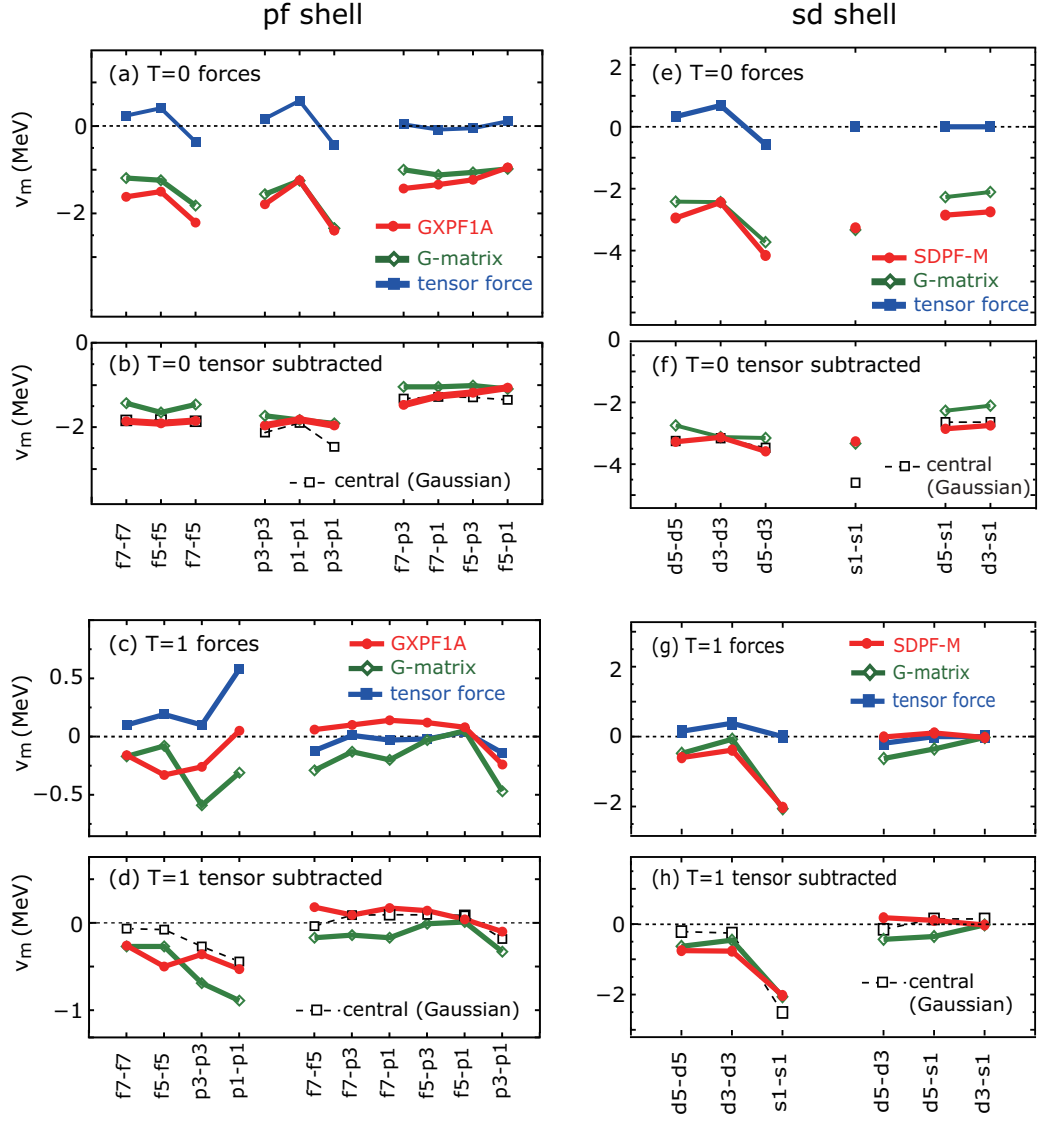 pf shell
sd shell
(a) T=0 forces
v_m (MeV)
0
−2
GXPF1A
G-matrix
tensor force
(e) T=0 forces
2
0
−2
−4
SDPF-M
G-matrix
tensor force
(b) T=0 tensor subtracted
v_m (MeV)
0
−2
central (Gaussian)
f7-f7
f5-f5
f7-f5
p3-p3
p1-p1
p3-p1
f7-p3
f7-p1
f5-p3
f5-p1
(f) T=0 tensor subtracted
0
−2
−4
central
(Gaussian)
d5-d5
d3-d3
d5-d3
s1-s1
d5-s1
d3-s1
(c) T=1 forces
v_m (MeV)
0.5
0
−0.5
GXPF1A
G-matrix
tensor force
(g) T=1 forces
2
0
−2
SDPF-M
G-matrix
tensor force
(d) T=1 tensor subtracted
v_m (MeV)
0
−1
central (Gaussian)
f7-f7
f5-f5
p3-p3
p1-p1
f7-f5
f7-p3
f7-p1
f5-p3
f5-p1
p3-p1
(h) T=1 tensor subtracted
0
−2
central
(Gaussian)
d5-d5
d3-d3
s1-s1
d5-d3
d5-s1
d3-s1